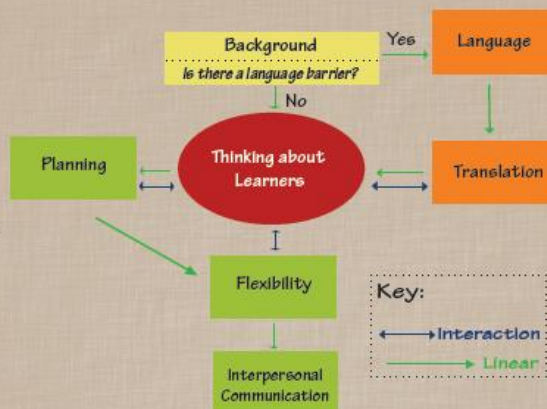 Background
Is there a language barrier?
Yes
Language
No
Planning
Thinking about
Learners
Translation
Flexibility
Key:
Interaction
Linear
Interpersonal
Communication